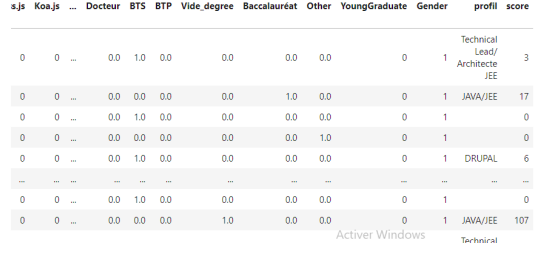 s.js Koa.js ... Docteur BTS BTP Vide_degree Baccalauréat Other YoungGraduate Gender profil score
Technical
Lead/
0 0 ... 0.0 1.0 0.0 0.0 0.0 0.0 0 1 Architecte 3
JEE
0 0 ... 0.0 0.0 0.0 0.0 1.0 0.0 0 1 JAVA/JEE 17
0 0 ... 0.0 1.0 0.0 0.0 0.0 0.0 0 1 0
0 0 ... 0.0 0.0 0.0 0.0 0.0 1.0 0 1 0
0 0 ... 0.0 1.0 0.0 0.0 0.0 0.0 0 1 DRUPAL 6
... ... ... ... ... ... ... ... ... ... ... ... ...
0 0 ... 0.0 1.0 0.0 0.0 0.0 0.0 0 1 0
0 0 ... 0.0 0.0 0.0 1.0 0.0 0.0 0 1 JAVA/JEE 107
Activer Windows
Technical